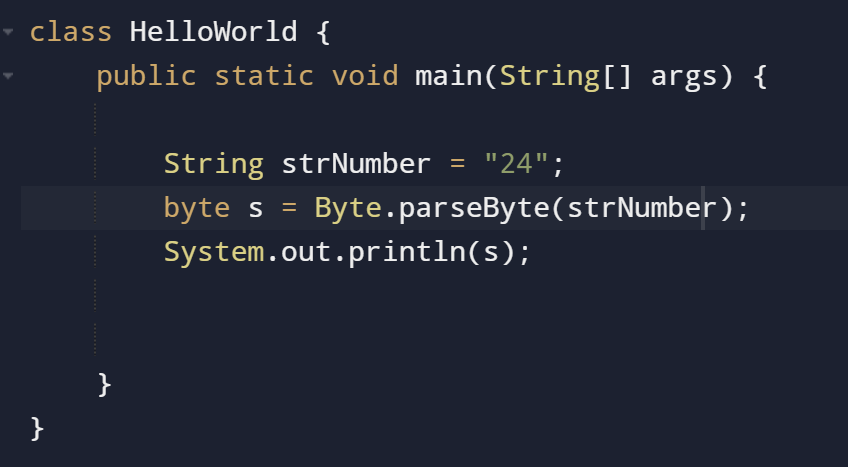 class HelloWorld {
    public static void main(String[] args) {
        String strNumber = "24";
        byte s = Byte.parseByte(strNumber);
        System.out.println(s);
    }
}